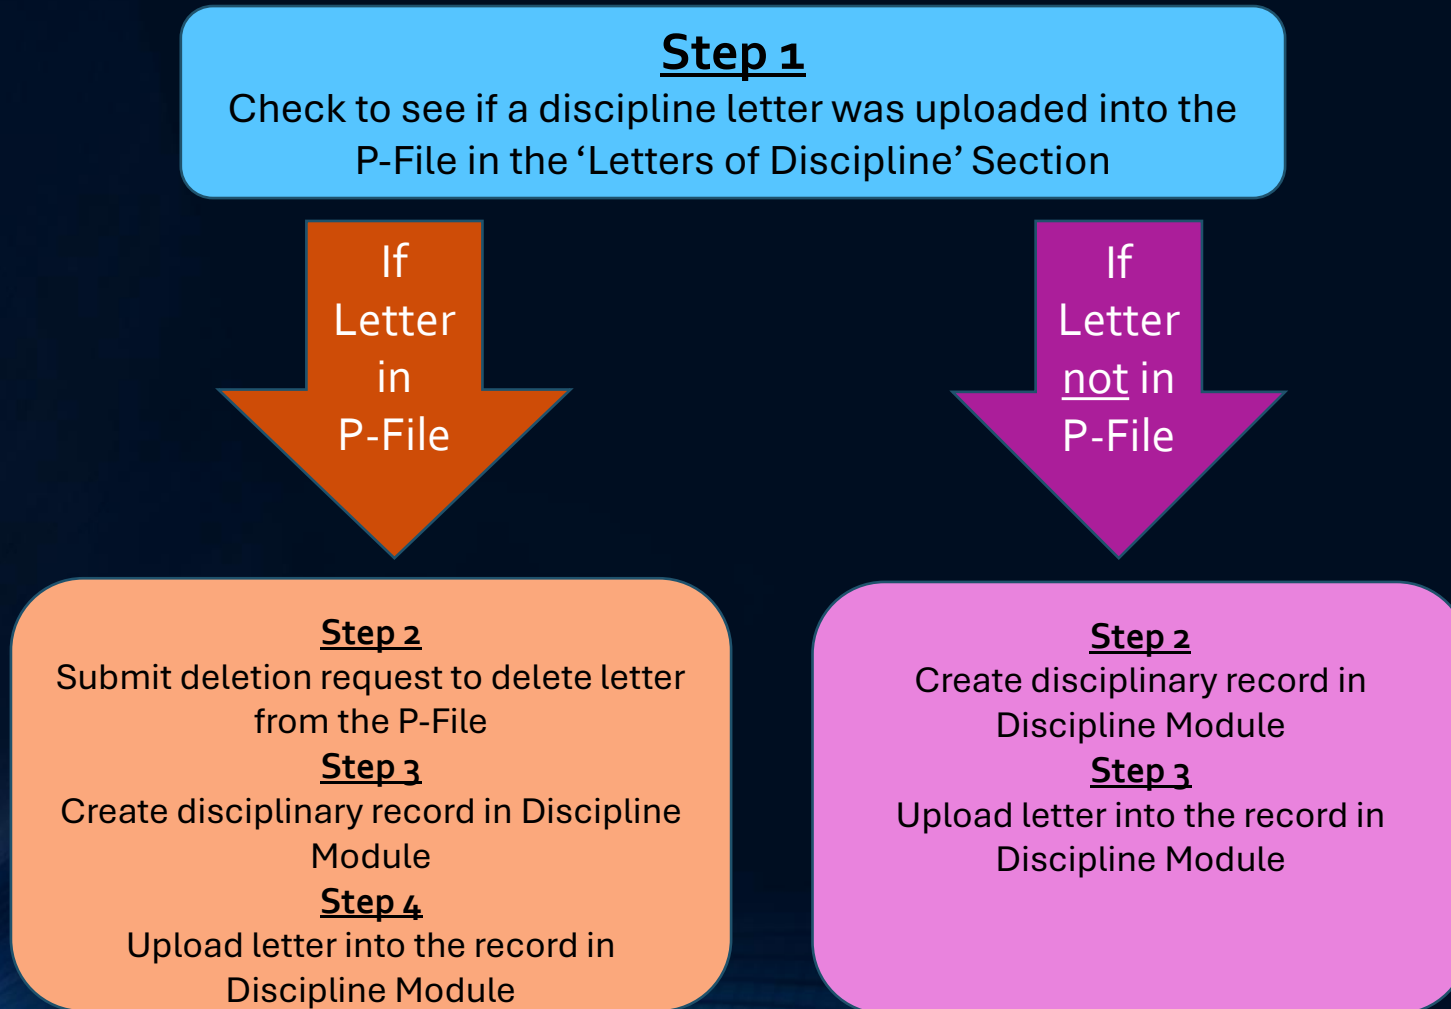 Step 1
Check to see if a discipline letter was uploaded into the
P-File in the ‘Letters of Discipline’ Section
If
Letter
in
P-File
If
Letter
not in
P-File
Step 2
Submit deletion request to delete letter
from the P-File
Step 3
Create disciplinary record in Discipline
Module
Step 4
Upload letter into the record in
Discipline Module
Step 2
Create disciplinary record in
Discipline Module
Step 3
Upload letter into the record in
Discipline Module